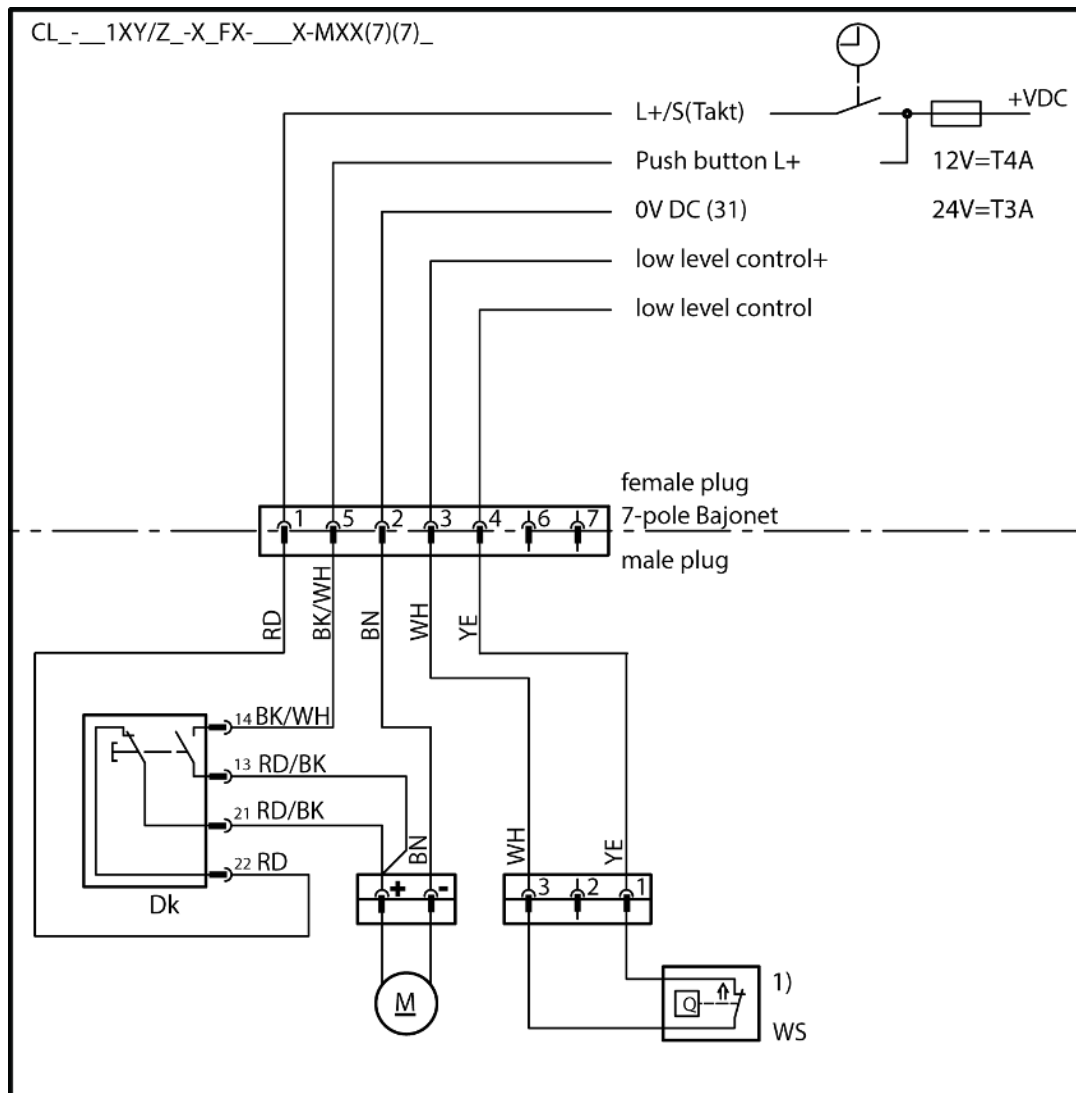 CL_-__1XY/Z_-X_FX-___X-MXX(7)(7)_
L+/S(Takt)
+VDC
Push button L+
12V=T4A
0V DC (31)
24V=T3A
low level control+
low level control
female plug
1 5 2 3 4 6 7
7-pole Bajonet
male plug
RD
BK/WH
BN
WH
YE
14 BK/WH
13 RD/BK
21 RD/BK
22 RD
Dk
BN
WH
YE
+ -
3 2 1
M
Q
1)
WS